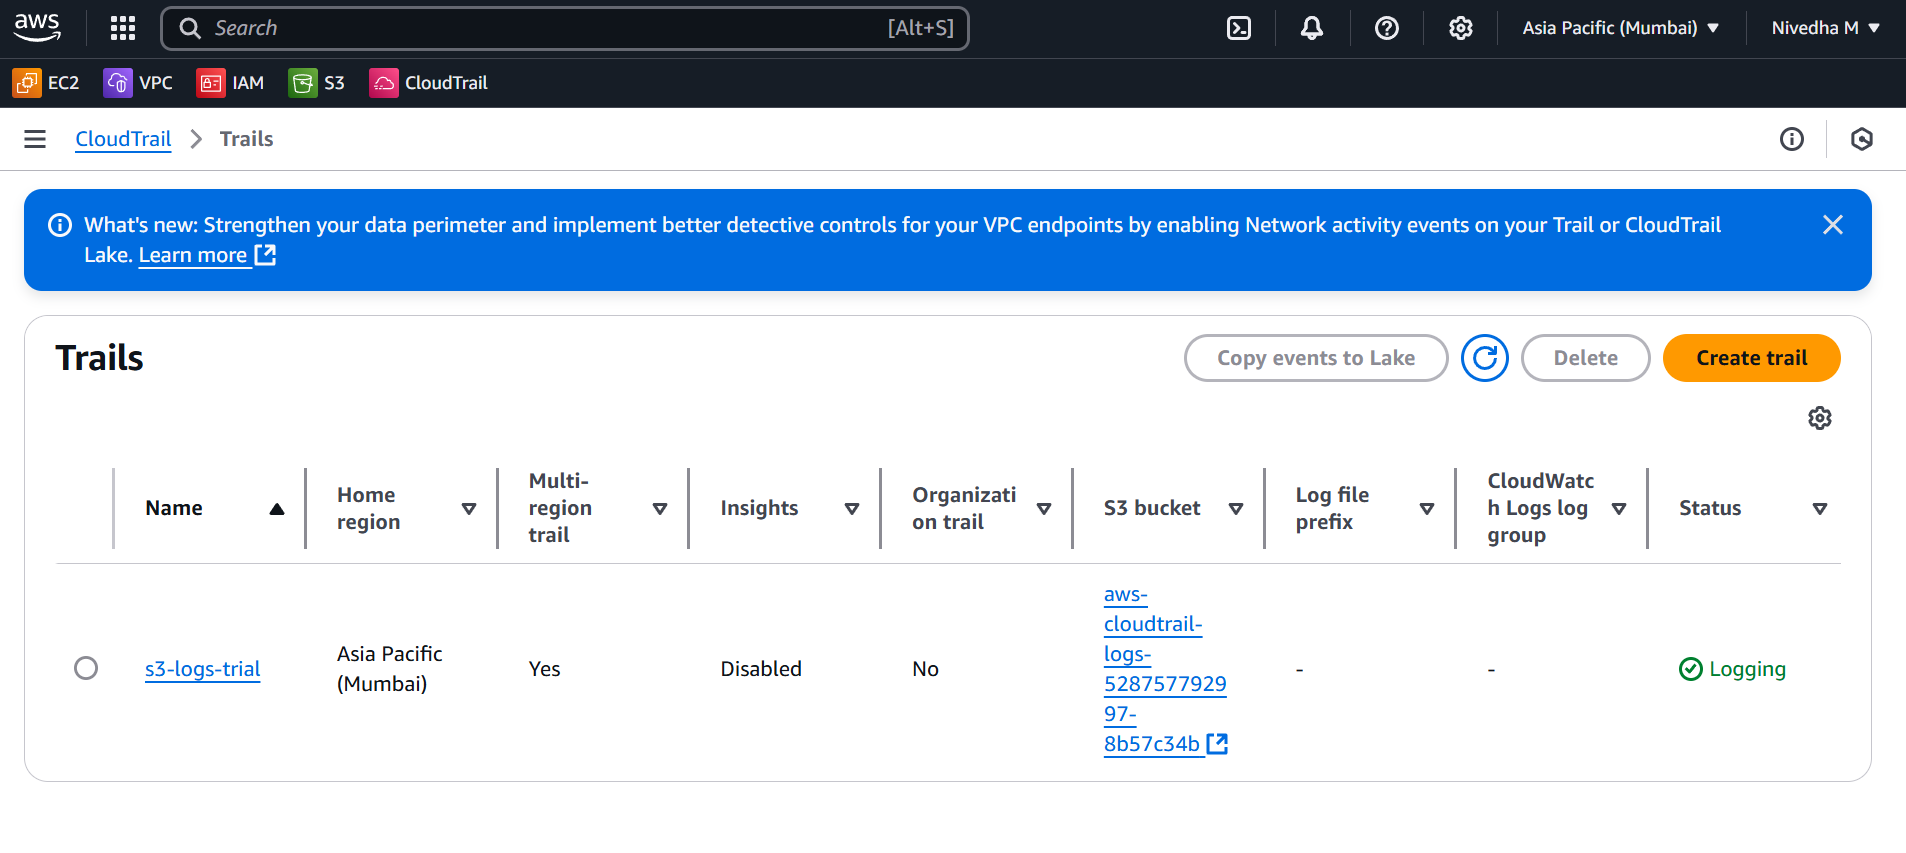 aws
Search [Alt+S] Asia Pacific (Mumbai) Nivedha M
EC2 VPC IAM S3 CloudTrail
CloudTrail Trails
What's new: Strengthen your data perimeter and implement better detective controls for your VPC endpoints by enabling Network activity events on your Trail or CloudTrail
Lake. Learn more
Trails Copy events to Lake Delete Create trail
Name
Home
region
Multi-
region
trail
Insights
Organizati
on trail
S3 bucket
Log file
prefix
CloudWatc
h Logs log
group
Status
s3-logs-trial
Asia Pacific
(Mumbai)
Yes
Disabled
No
aws-
cloudtrail-
logs-
5287577929
97-
8b57c34b
-
-
Logging